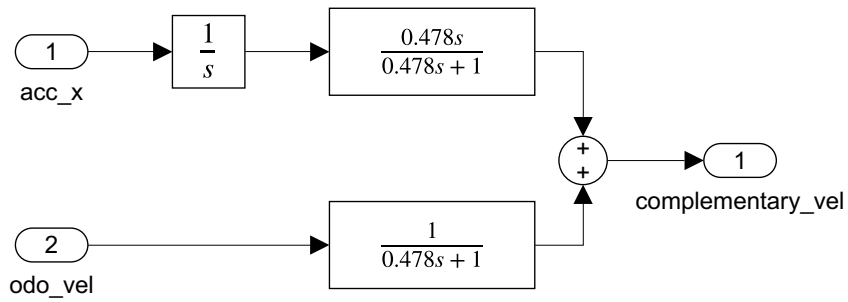 1
acc_x
1
s
0.478s
0.478s + 1
+
+
1
complementary_vel
2
odo_vel
1
0.478s + 1